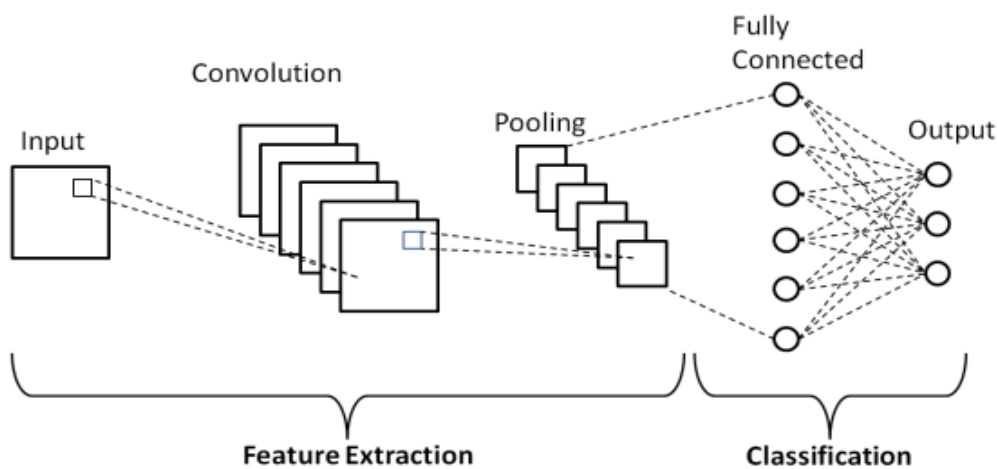 Input
Convolution
Pooling
Fully
Connected
Output
Feature Extraction
Classification